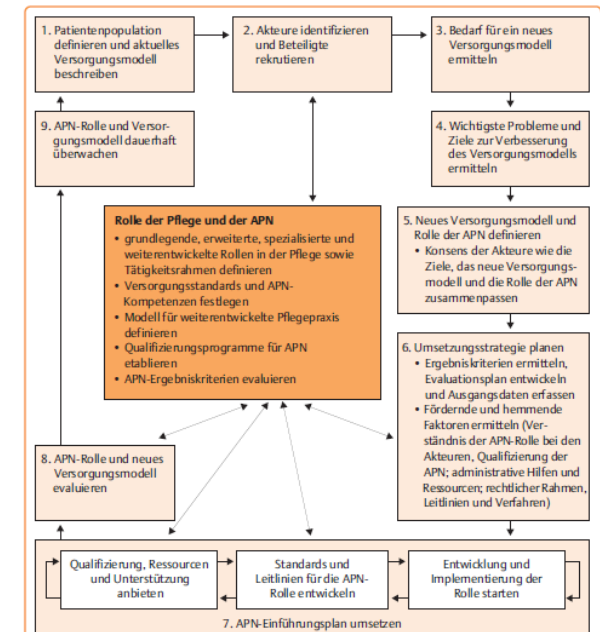 1. Patientenpopulation
definieren und aktuelles
Versorgungsmodell
beschreiben
2. Akteure identifizieren
und Beteiligte
rekrutieren
3. Bedarf für ein neues
Versorgungsmodell
ermitteln
9. APN-Rolle und Versor-
gungsmodell dauerhaft
überwachen
4. Wichtigste Probleme und
Ziele zur Verbesserung
des Versorgungsmodells
ermitteln
Rolle der Pflege und der APN
• grundlegende, erweiterte, spezialisierte und
weiterentwickelte Rollen in der Pflege sowie
Tätigkeitsrahmen definieren
• Versorgungsstandards und APN-
Kompetenzen festlegen
• Modell für weiterentwickelte Pflegepraxis
definieren
• Qualifizierungsprogramme für APN
etablieren
• APN-Ergebniskriterien evaluieren
5. Neues Versorgungsmodell und
Rolle der APN definieren
• Konsens der Akteure wie die
Ziele, das neue Versorgungs-
modell und die Rolle der APN
zusammenpassen
6. Umsetzungsstrategie planen
• Ergebniskriterien ermitteln,
Evaluationsplan entwickeln
und Ausgangsdaten erfassen
• Fördernde und hemmende
Faktoren ermitteln (Ver-
ständnis der APN-Rolle bei den
Akteuren, Qualifizierung der
APN; administrative Hilfen und
Ressourcen; rechtlicher Rahmen,
Leitlinien und Verfahren)
8. APN-Rolle und neues
Versorgungsmodell
evaluieren
Qualifizierung, Ressourcen
und Unterstützung
anbieten
Standards und
Leitlinien für die APN-
Rolle entwickeln
Entwicklung und
Implementierung der
Rolle starten
7. APN-Einführungsplan umsetzen